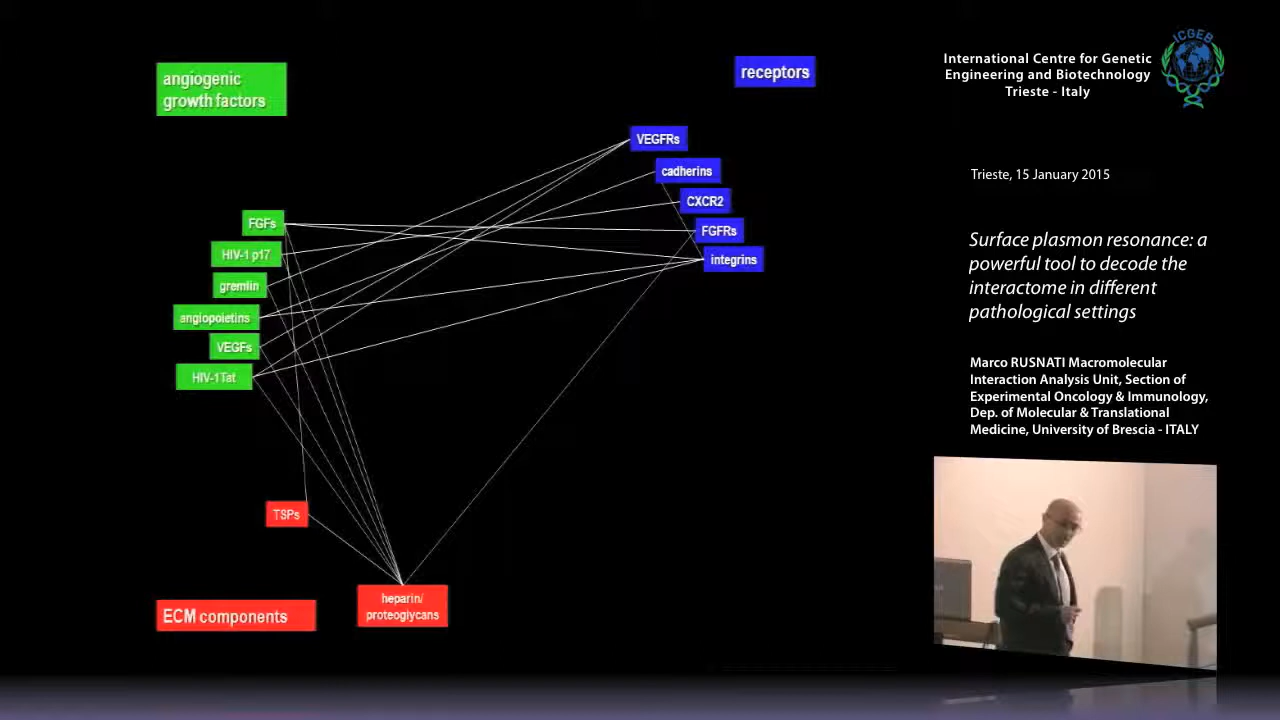 angiogenic
growth factors
receptors
VEGFRs
cadherins
CXCR2
FGFRs
integrins
FGFs
HIV-1 p17
gremlin
angiopoietins
VEGFs
HIV-1Tat
TSPs
heparin/
proteoglycans
ECM components
International Centre for Genetic
Engineering and Biotechnology
Trieste - Italy
ICGEB
Trieste, 15 January 2015
Surface plasmon resonance: a
powerful tool to decode the
interactome in different
pathological settings
Marco RUSNATI Macromolecular
Interaction Analysis Unit, Section of
Experimental Oncology & Immunology,
Dep. of Molecular & Translational
Medicine, University of Brescia - ITALY